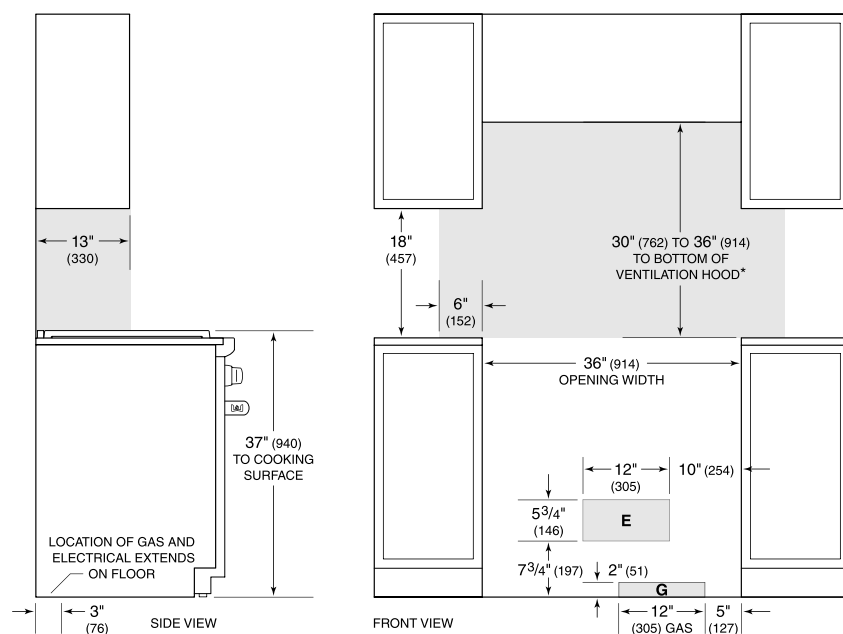 13"
(330)
18"
(457)
30" (762) TO 36" (914)
TO BOTTOM OF
VENTILATION HOOD*
6"
(152)
36" (914)
OPENING WIDTH
37" (940)
TO COOKING
SURFACE
12"
(305)
10" (254)
5 3/4"
(146)
E
LOCATION OF GAS AND
ELECTRICAL EXTENDS
ON FLOOR
7 3/4" (197)
2" (51)
G
3"
(76)
SIDE VIEW
FRONT VIEW
12"
(305) GAS
5"
(127)